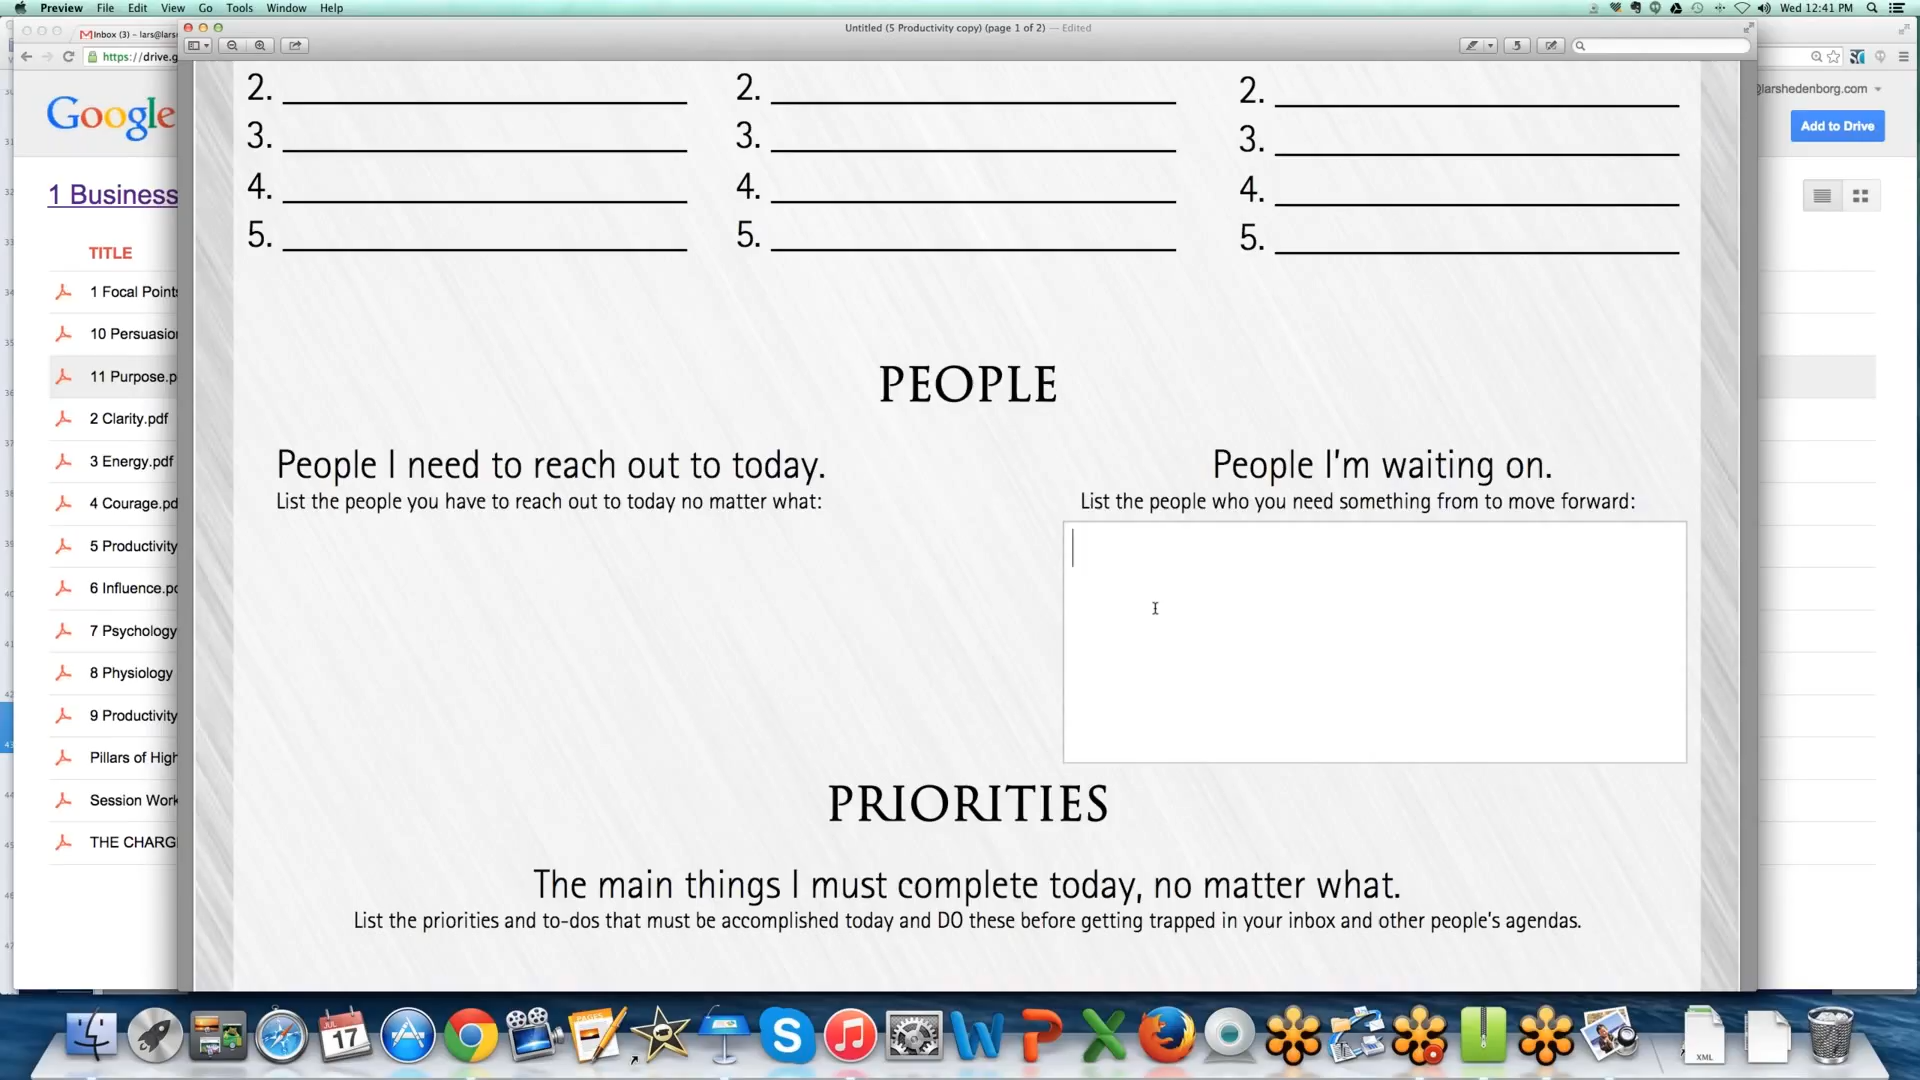 Preview File Edit View Go Tools Window Help
Wed 12:41 PM
Untitled (5 Productivity copy) (page 1 of 2) — Edited
Inbox (3) - lars@lars
https://drive.g
Google
larshedenborg.com
Add to Drive
1 Business
TITLE
1 Focal Point
10 Persuasion
11 Purpose.p
2 Clarity.pdf
3 Energy.pdf
4 Courage.pd
5 Productivity
6 Influence.pd
7 Psychology
8 Physiology
9 Productivity
Pillars of High
Session Work
THE CHARG
2. 2. 2.
3. 3. 3.
4. 4. 4.
5. 5. 5.
PEOPLE
People I need to reach out to today.
List the people you have to reach out to today no matter what:
People I'm waiting on.
List the people who you need something from to move forward:
PRIORITIES
The main things I must complete today, no matter what.
List the priorities and to-dos that must be accomplished today and DO these before getting trapped in your inbox and other people's agendas.
JUL
17
PAGES
XML